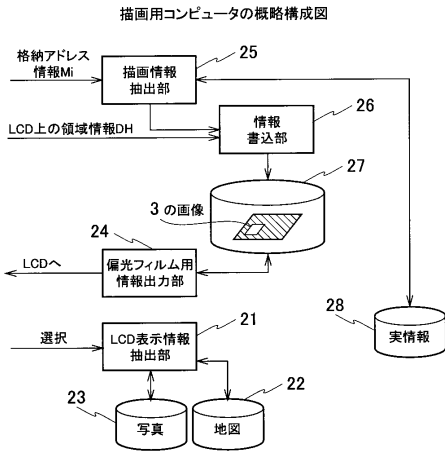 描画用コンピュータの概略構成図
格納アドレス
情報Mi
25
描画情報
抽出部
26
LCD上の領域情報DH
情報
書込部
27
3 の画像
24
LCDへ
偏光フィルム用
情報出力部
21
選択
LCD表示情報
抽出部
28
実情報
23
写真
22
地図